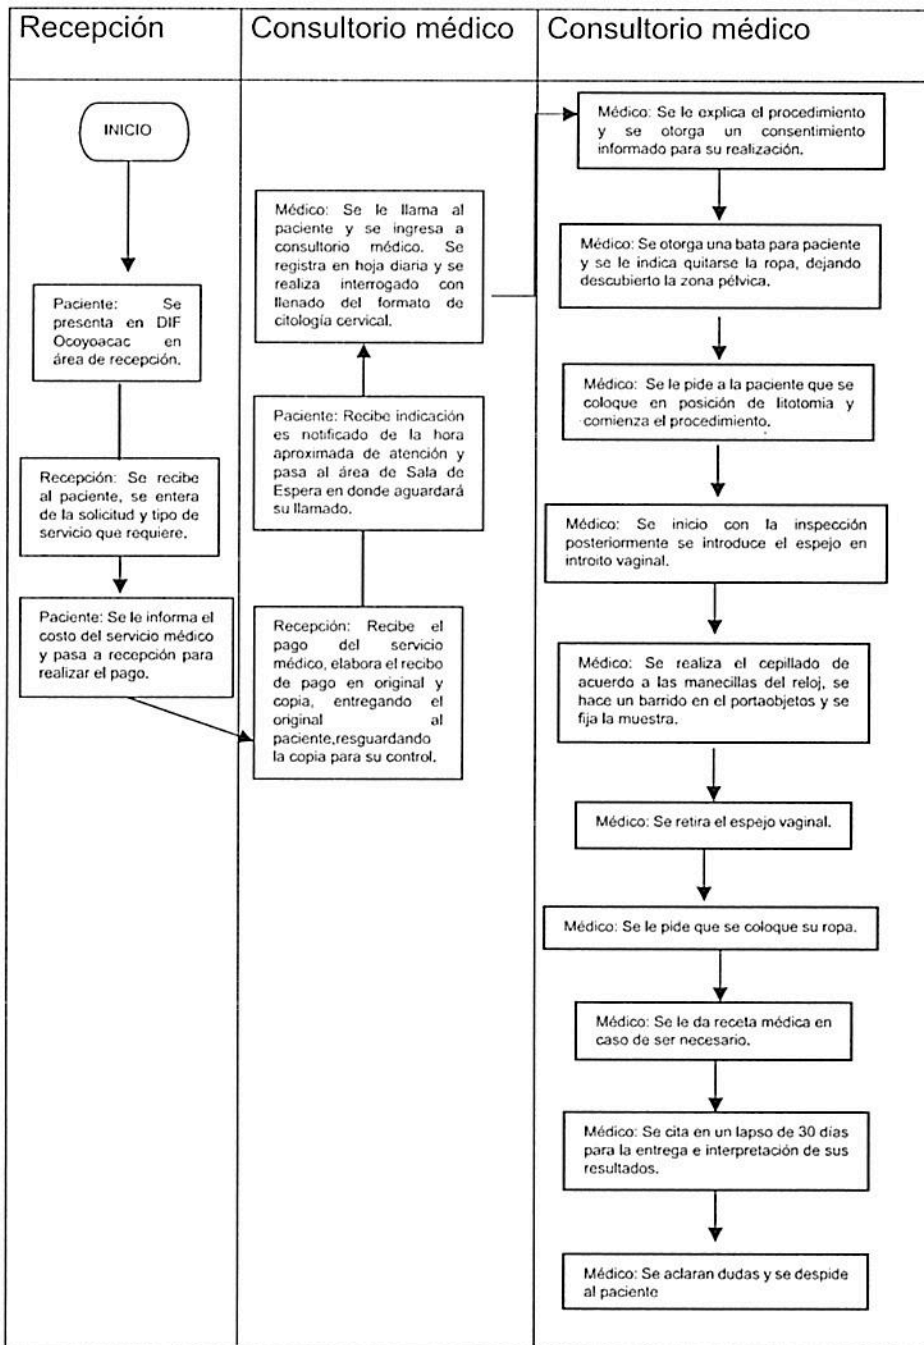 Recepción
Consultorio médico
Consultorio médico
INICIO
Paciente: Se
presenta en DIF
Ocoyoacac en
área de recepción.
Recepción: Se recibe
al paciente, se entera
de la solicitud y tipo de
servicio que requiere.
Paciente: Se le informa el
costo del servicio médico
y pasa a recepción para
realizar el pago.
Recepción: Recibe el
pago del servicio
médico, elabora el recibo
de pago en original y
copia, entregando el
original al
paciente,resguardando
la copia para su control.
Paciente: Recibe indicación
es notificado de la hora
aproximada de atención y
pasa al área de Sala de
Espera en donde aguardará
su llamado.
Médico: Se le llama al
paciente y se ingresa a
consultorio médico. Se
registra en hoja diaria y se
realiza interrogado con
llenado del formato de
citología cervical.
Médico: Se le explica el procedimiento
y se otorga un consentimiento
informado para su realización.
Médico: Se otorga una bata para paciente
y se le indica quitarse la ropa, dejando
descubierto la zona pélvica.
Médico: Se le pide a la paciente que se
coloque en posición de litotomia y
comienza el procedimiento.
Médico: Se inicio con la inspección
posteriormente se introduce el espejo en
introito vaginal.
Médico: Se realiza el cepillado de
acuerdo a las manecillas del reloj, se
hace un barrido en el portaobjetos y se
fija la muestra.
Médico: Se retira el espejo vaginal.
Médico: Se le pide que se coloque su ropa.
Médico: Se le da receta médica en
caso de ser necesario.
Médico: Se cita en un lapso de 30 días
para la entrega e interpretación de sus
resultados.
Médico: Se aclaran dudas y se despide
al paciente